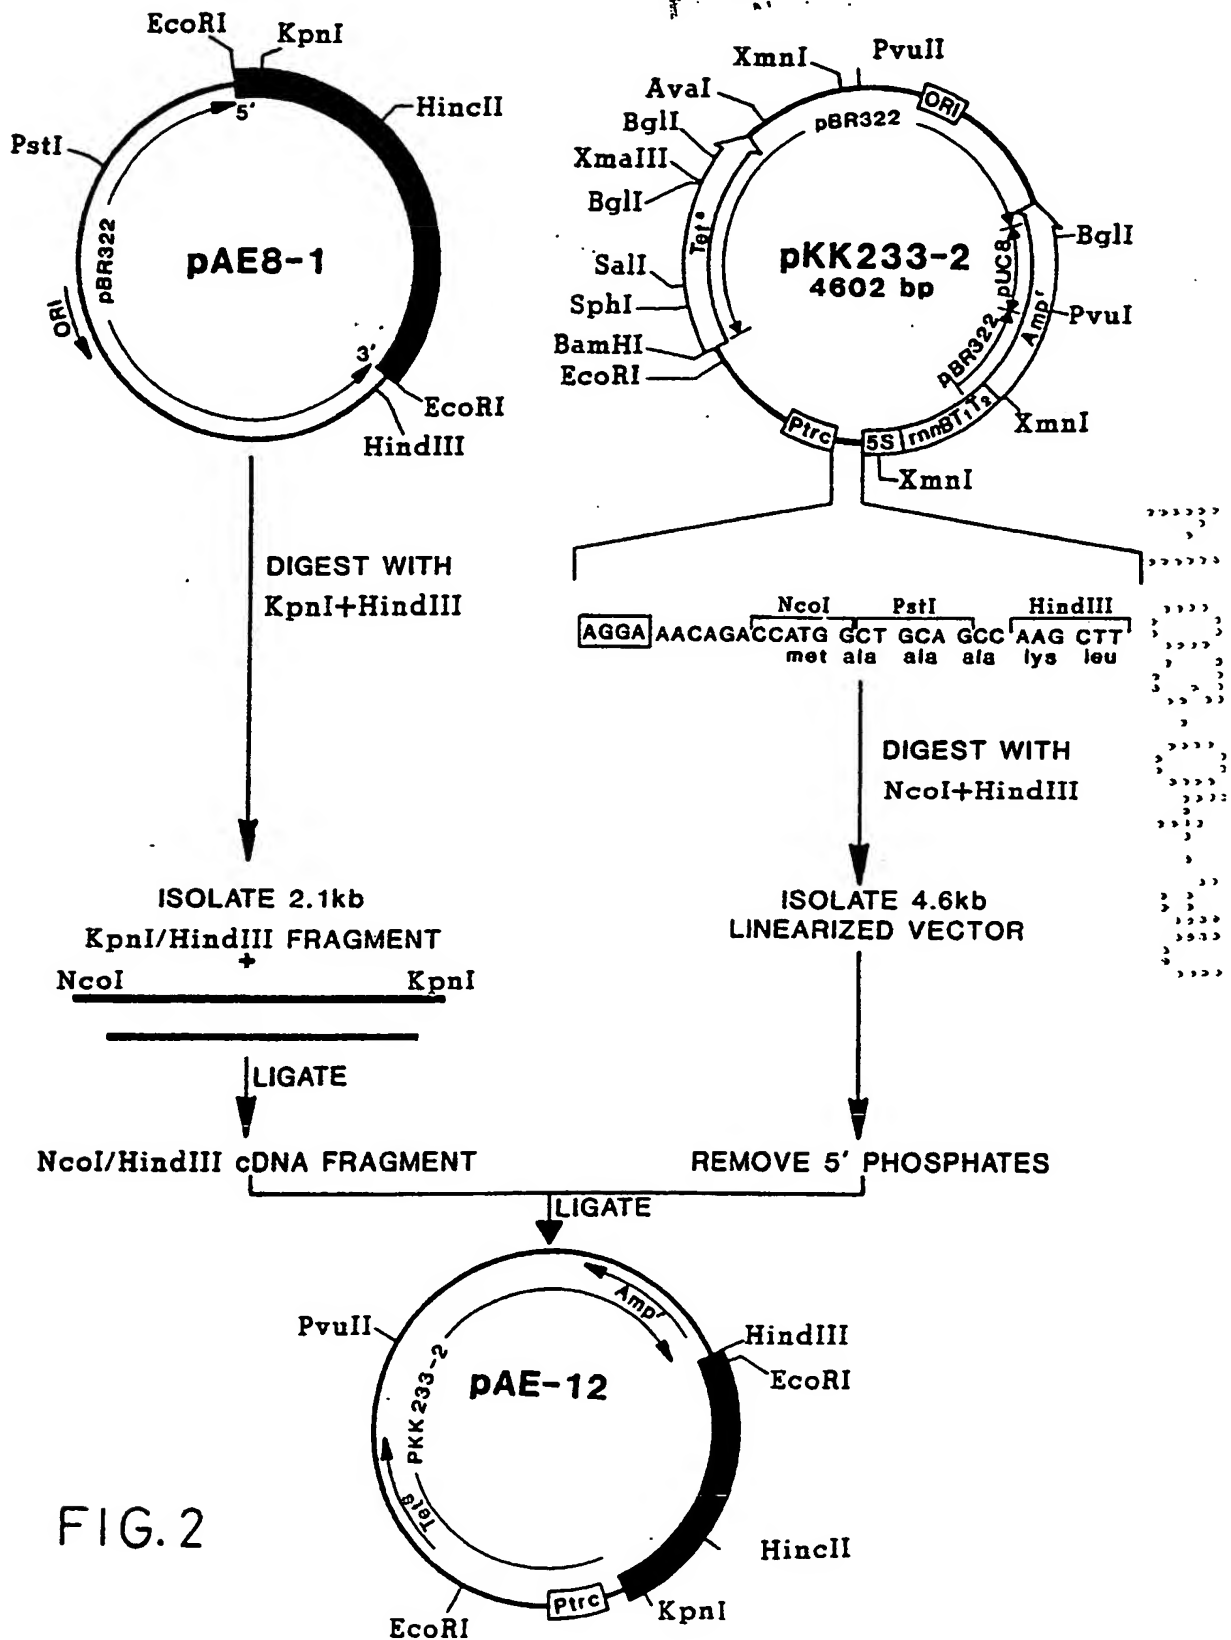 EcoRI
KpnI
HincII
PstI
5'
pBR322
pAE8-1
ORI
3'
EcoRI
HindIII
PvuII
XmnI
AvaI
BglI
XmaIII
BglI
SalI
SphI
BamHI
EcoRI
pBR322
ORI
Tets
pKK233-2
4602 bp
pUC8
pBR322
Ampr
BglI
PvuI
Ptrc
5S
rnnBT1T2
XmnI
XmnI
DIGEST WITH
KpnI+HindIII
NcoI PstI HindIII
AGGA AACAGACCATG GCT GCA GCC AAG CTT
met ala ala ala lys leu
DIGEST WITH
NcoI+HindIII
ISOLATE 2.1kb
KpnI/HindIII FRAGMENT
+
NcoI KpnI
ISOLATE 4.6kb
LINEARIZED VECTOR
LIGATE
NcoI/HindIII cDNA FRAGMENT
REMOVE 5' PHOSPHATES
LIGATE
PvuII
Ampr
HindIII
EcoRI
pAE-12
PKK233-2
Tets
HincII
KpnI
Ptrc
EcoRI
FIG. 2